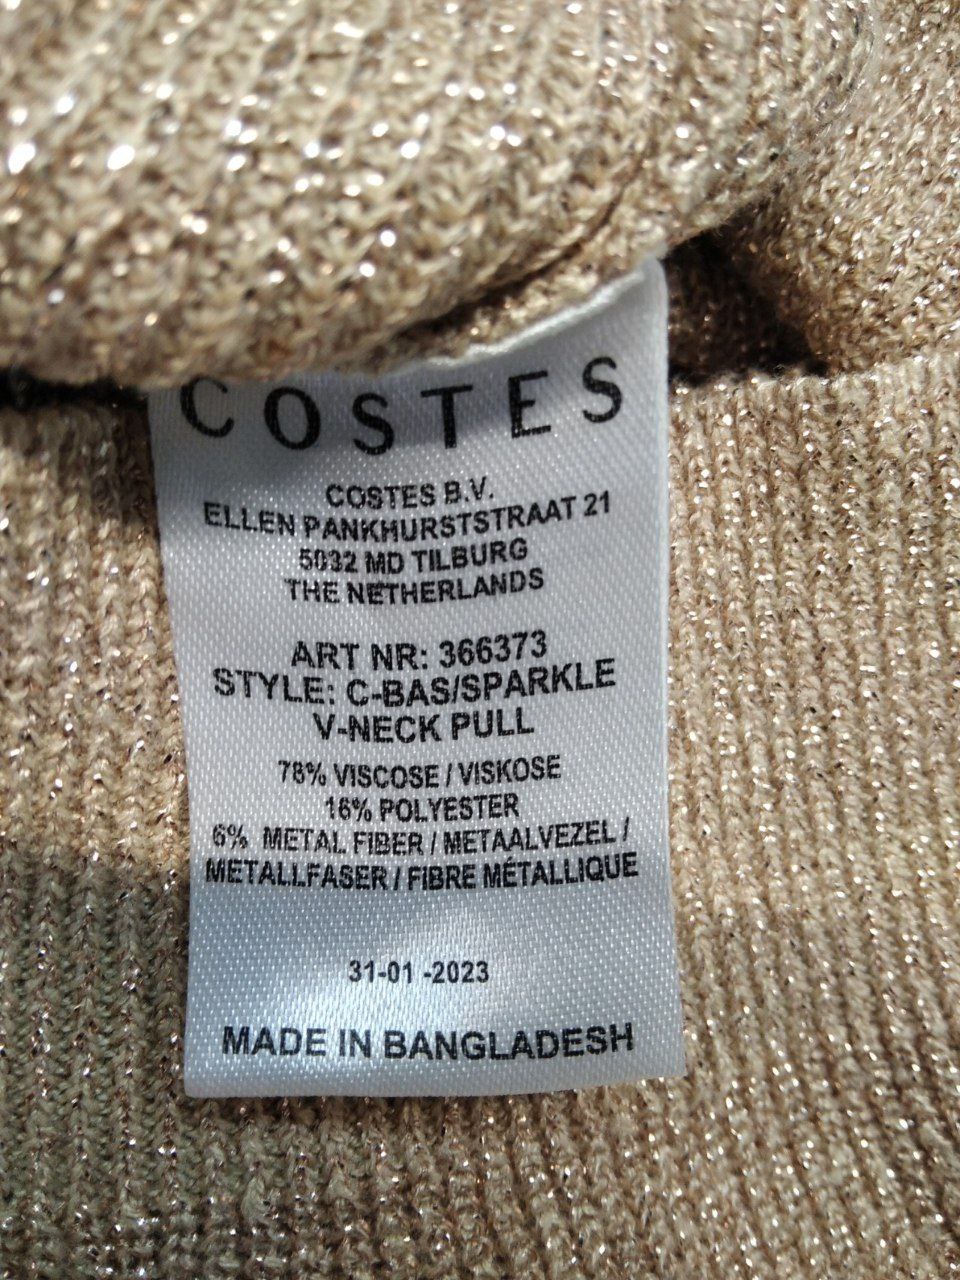 COSTES
COSTES B.V.
ELLEN PANKHURSTSTRAAT 21
5032 MD TILBURG
THE NETHERLANDS
ART NR: 366373
STYLE: C-BAS/SPARKLE
V-NECK PULL
78% VISCOSE / VISKOSE
16% POLYESTER
6% METAL FIBER / METAALVEZEL /
METALLFASER / FIBRE MÉTALLIQUE
31-01 -2023
MADE IN BANGLADESH